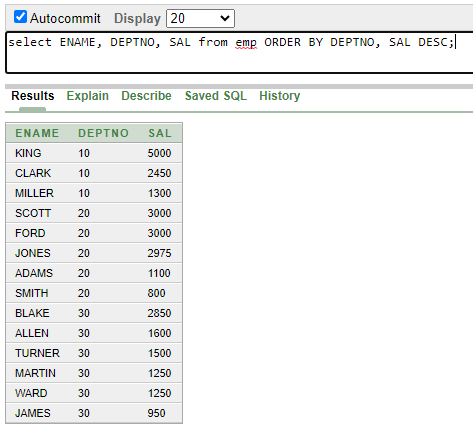 Autocommit Display 20
select ENAME, DEPTNO, SAL from emp ORDER BY DEPTNO, SAL DESC;
Results Explain Describe Saved SQL History
ENAME DEPTNO SAL
KING 10 5000
CLARK 10 2450
MILLER 10 1300
SCOTT 20 3000
FORD 20 3000
JONES 20 2975
ADAMS 20 1100
SMITH 20 800
BLAKE 30 2850
ALLEN 30 1600
TURNER 30 1500
MARTIN 30 1250
WARD 30 1250
JAMES 30 950